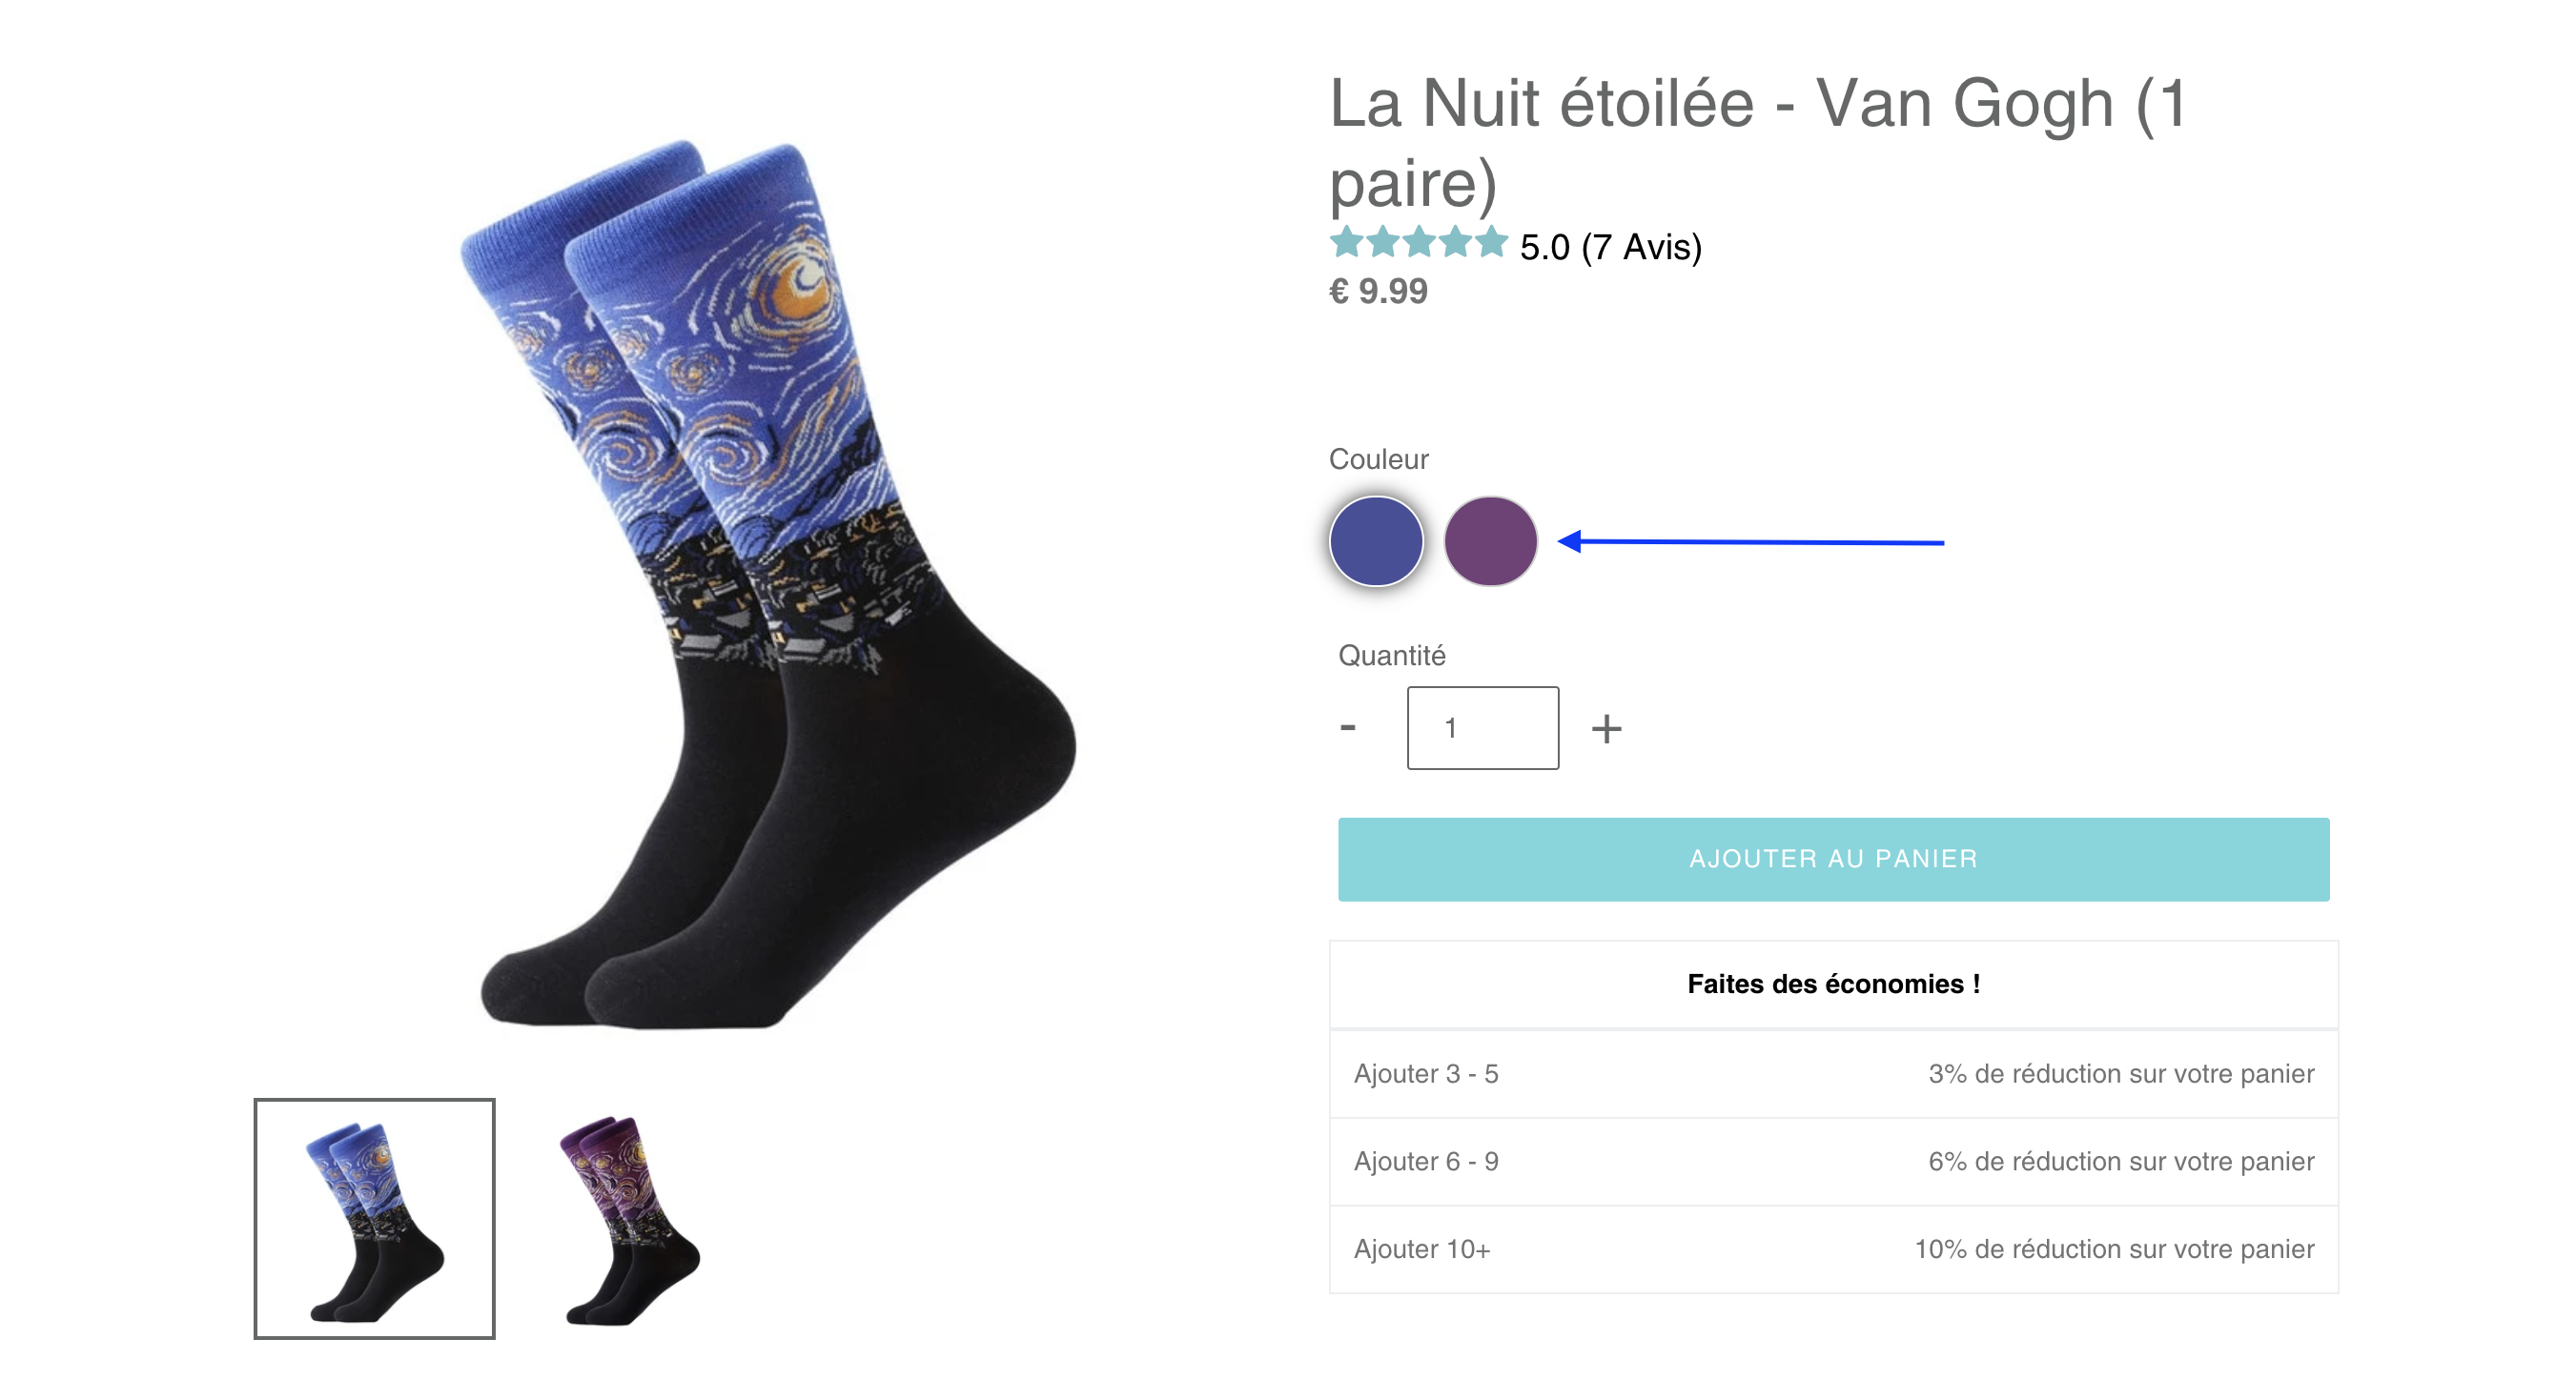 La Nuit étoilée - Van Gogh (1
paire)
5.0 (7 Avis)
€ 9.99
Couleur
Quantité
- 1 +
AJOUTER AU PANIER
Faites des économies !
Ajouter 3 - 5 3% de réduction sur votre panier
Ajouter 6 - 9 6% de réduction sur votre panier
Ajouter 10+ 10% de réduction sur votre panier